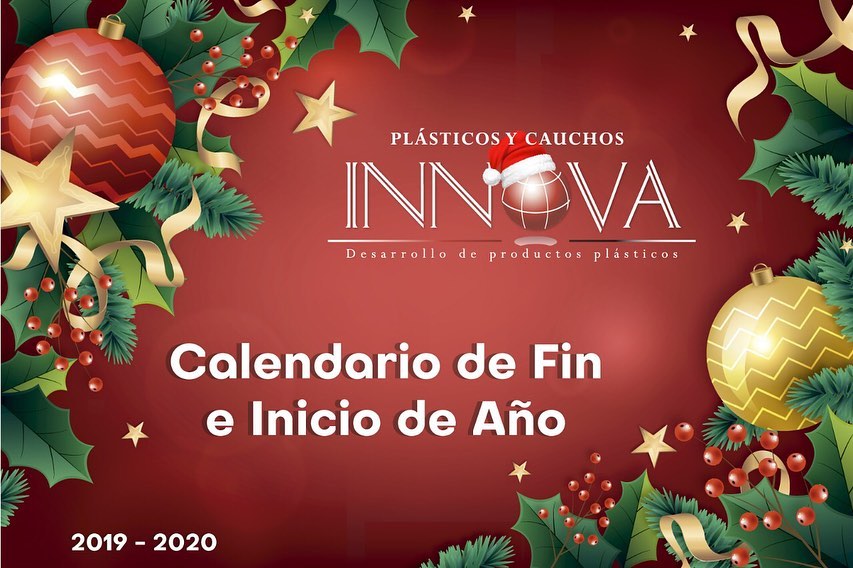 PLÁSTICOS Y CAUCHOS
INNOVA
Desarrollo de productos plásticos
Calendario de Fin
e Inicio de Año
2019 - 2020